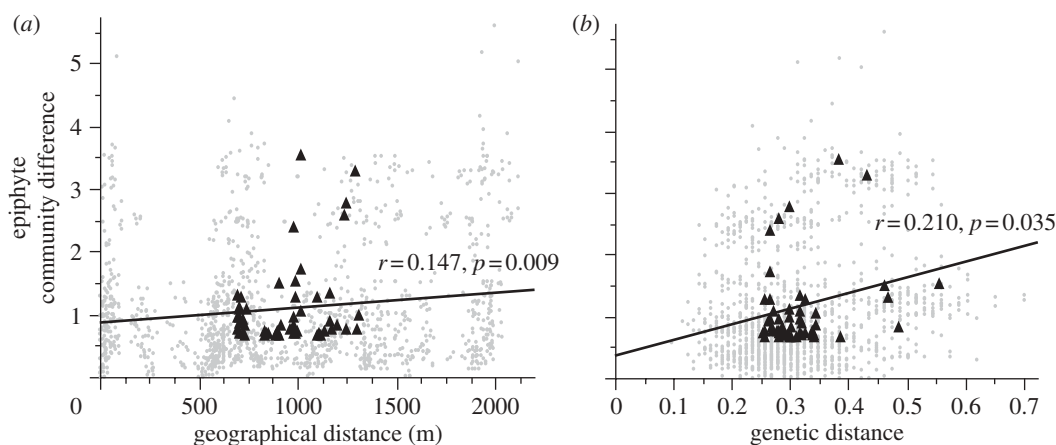 (a)
(b)
5
4
3
2
1
0
epiphyte
community difference
r=0.147, p=0.009
0 500 1000 1500 2000
geographical distance (m)
r=0.210, p=0.035
0 0.1 0.2 0.3 0.4 0.5 0.6 0.7
genetic distance